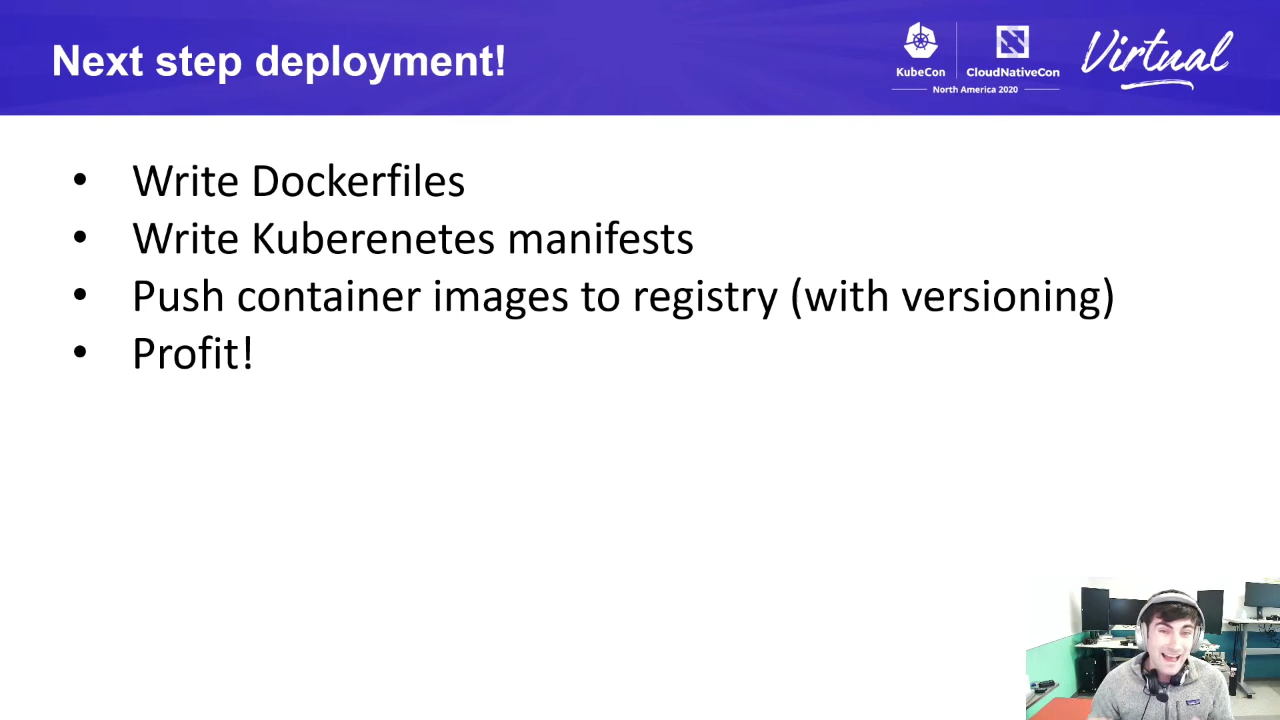 Next step deployment!
KubeCon
CloudNativeCon
North America 2020
Virtual
• Write Dockerfiles
• Write Kuberenetes manifests
• Push container images to registry (with versioning)
• Profit!